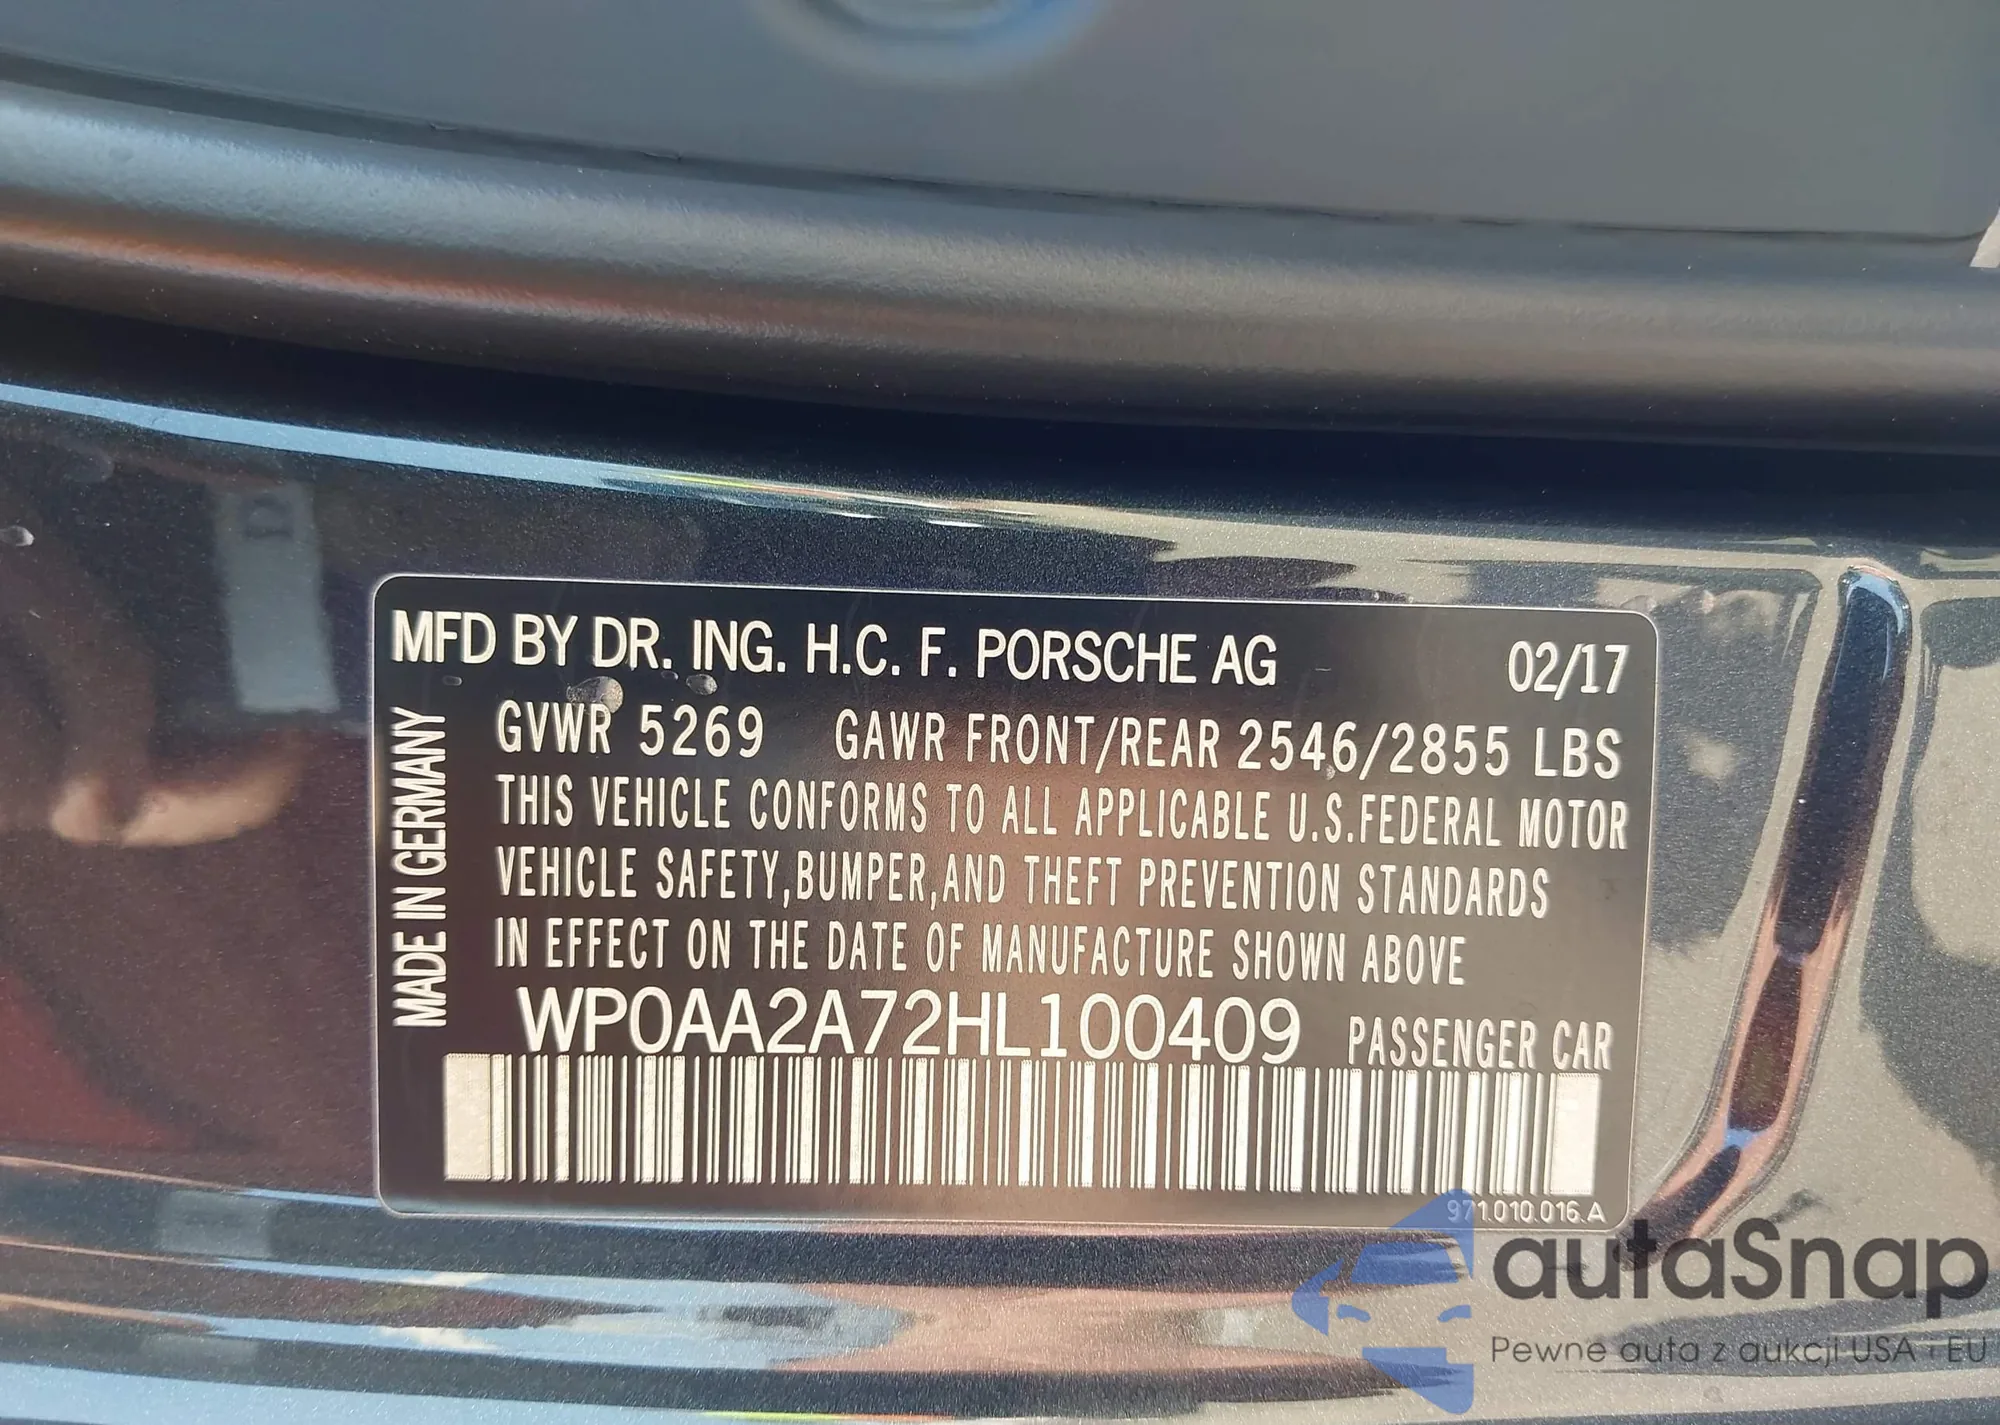 MFD BY DR. ING. H.C. F. PORSCHE AG 02/17
GVWR 5269 GAWR FRONT/REAR 2546/2855 LBS
THIS VEHICLE CONFORMS TO ALL APPLICABLE U.S.FEDERAL MOTOR
VEHICLE SAFETY,BUMPER,AND THEFT PREVENTION STANDARDS
IN EFFECT ON THE DATE OF MANUFACTURE SHOWN ABOVE
WP0AA2A72HL100409 PASSENGER CAR
MADE IN GERMANY
971.010.016.A
autaSnap
Pewne auta z aukcji USA i EU